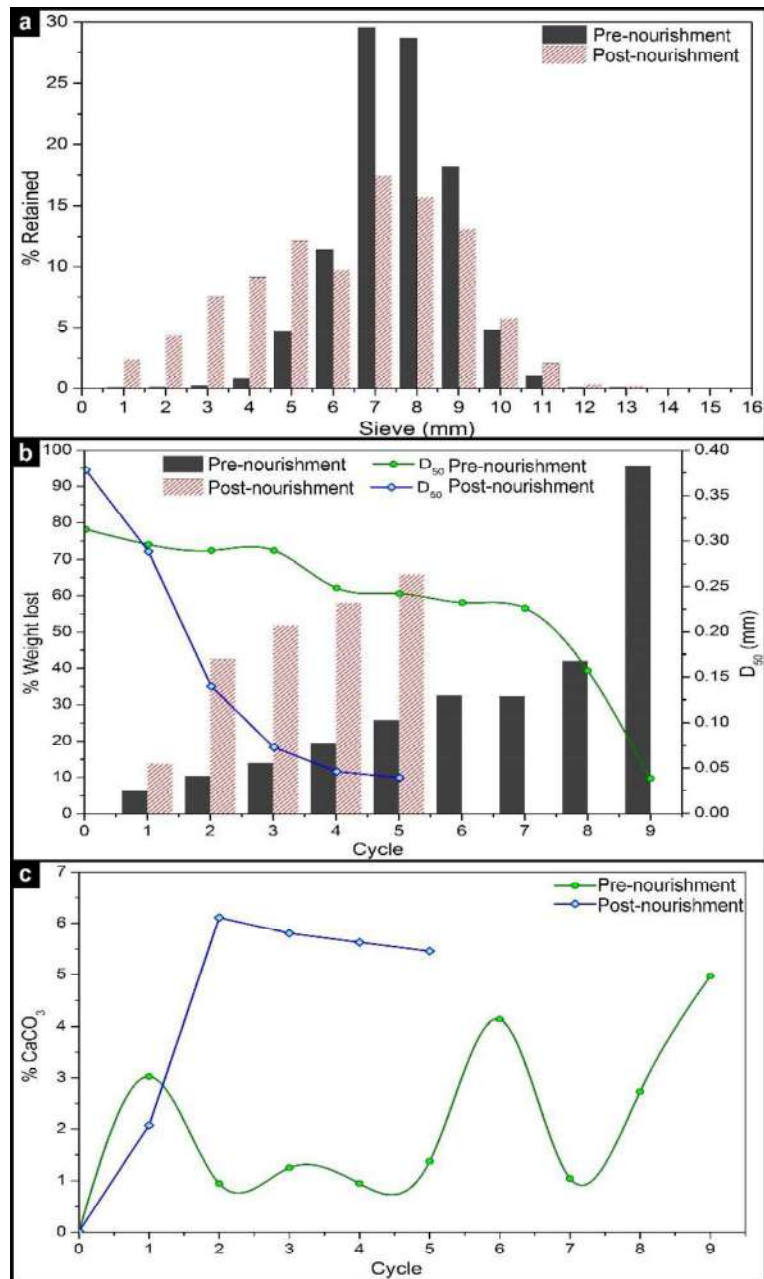 a
Pre-nourishment
Post-nourishment
% Retained
30
25
20
15
10
5
0
0 1 2 3 4 5 6 7 8 9 10 11 12 13 14 15 16
Sieve (mm)
b
Pre-nourishment
Post-nourishment
D50 Pre-nourishment
D50 Post-nourishment
% Weight lost
100
90
80
70
60
50
40
30
20
10
0
D50 (mm)
0.40
0.35
0.30
0.25
0.20
0.15
0.10
0.05
0.00
0 1 2 3 4 5 6 7 8 9
Cycle
c
Pre-nourishment
Post-nourishment
% CaCO3
7
6
5
4
3
2
1
0
0 1 2 3 4 5 6 7 8 9
Cycle